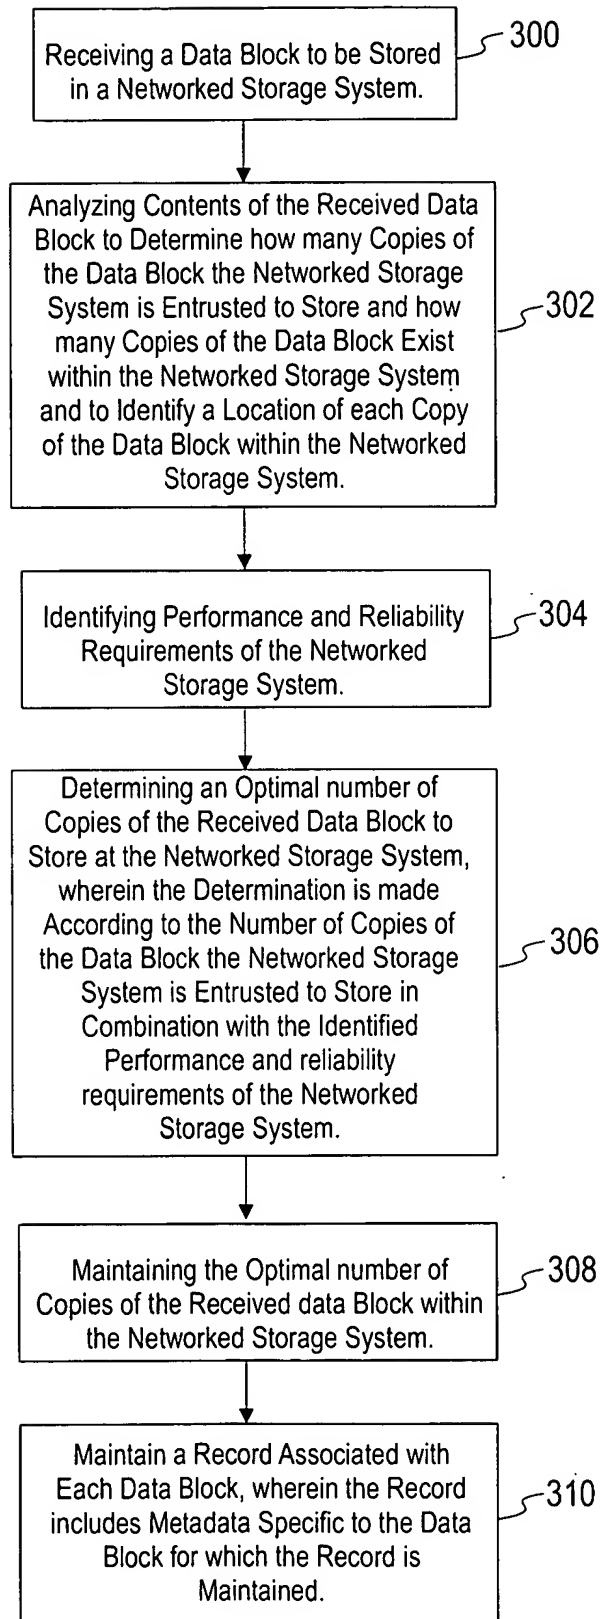 Receiving a Data Block to be Stored
in a Networked Storage System.
300
Analyzing Contents of the Received Data
Block to Determine how many Copies of
the Data Block the Networked Storage
System is Entrusted to Store and how
many Copies of the Data Block Exist
within the Networked Storage System
and to Identify a Location of each Copy
of the Data Block within the Networked
Storage System.
302
Identifying Performance and Reliability
Requirements of the Networked
Storage System.
304
Determining an Optimal number of
Copies of the Received Data Block to
Store at the Networked Storage System,
wherein the Determination is made
According to the Number of Copies of
the Data Block the Networked Storage
System is Entrusted to Store in
Combination with the Identified
Performance and reliability
requirements of the Networked
Storage System.
306
Maintaining the Optimal number of
Copies of the Received data Block within
the Networked Storage System.
308
Maintain a Record Associated with
Each Data Block, wherein the Record
includes Metadata Specific to the Data
Block for which the Record is
Maintained.
310